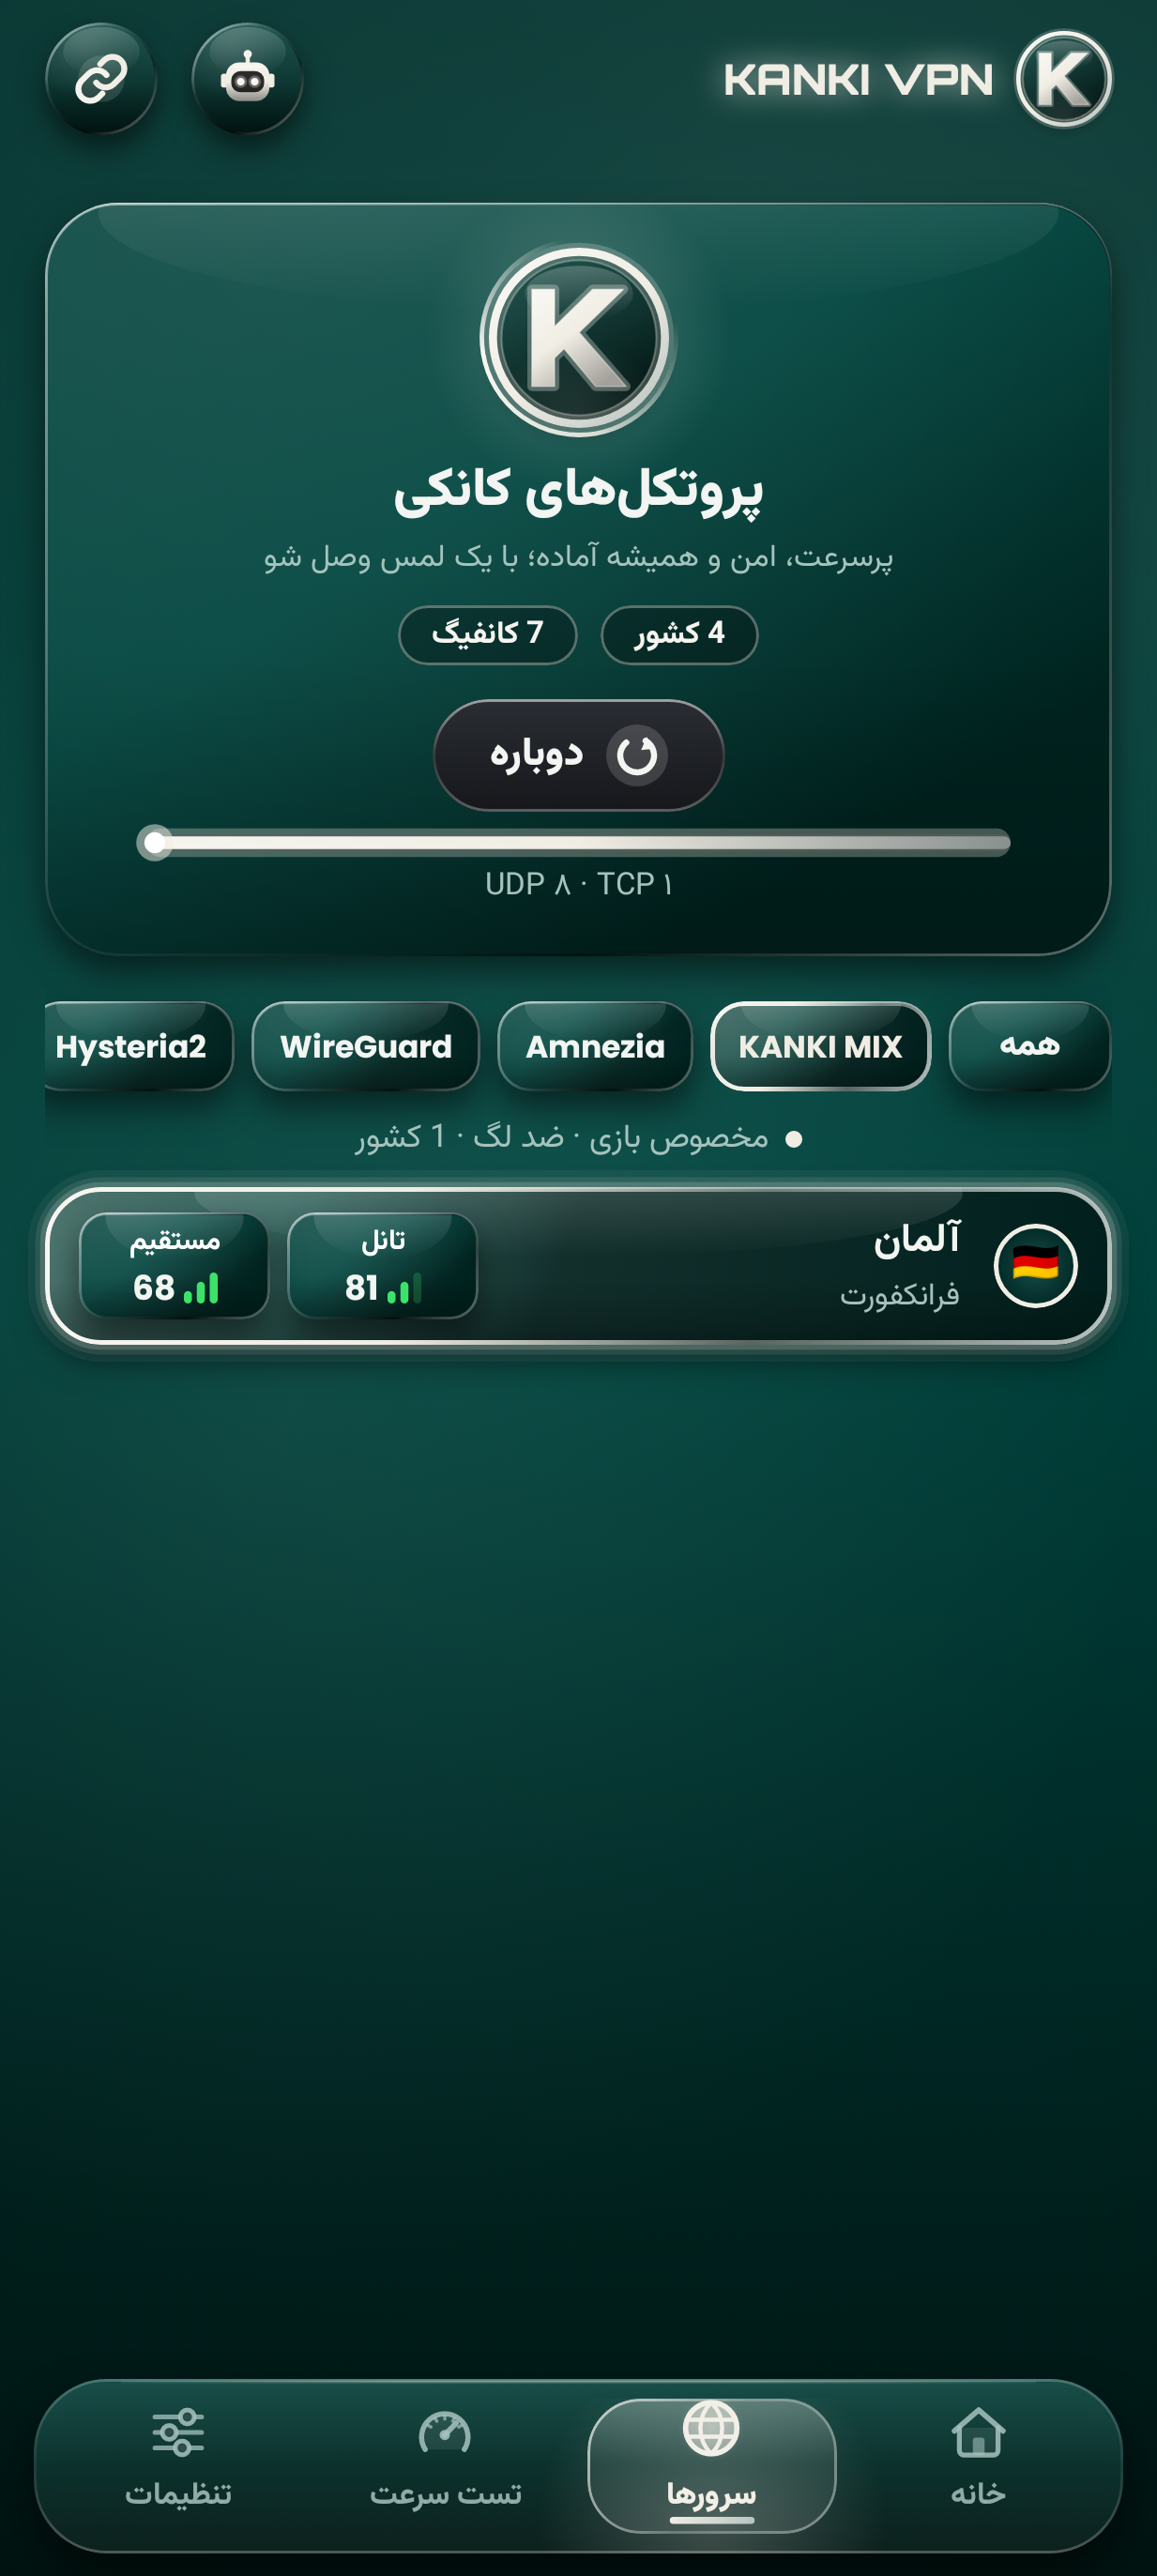 KANKI VPN K
K
پروتکل‌های کانکی
پرسرعت، امن و همیشه آماده؛ با یک لمس وصل شو
4 کشور
7 کانفیگ
دوباره
UDP ۸ · TCP ۱
همه
KANKI MIX
Amnezia
WireGuard
Hysteria2
مخصوص بازی · ضد لگ · 1 کشور
آلمان
فرانکفورت
تانل
81
مستقیم
68
خانه
سرورها
تست سرعت
تنظیمات